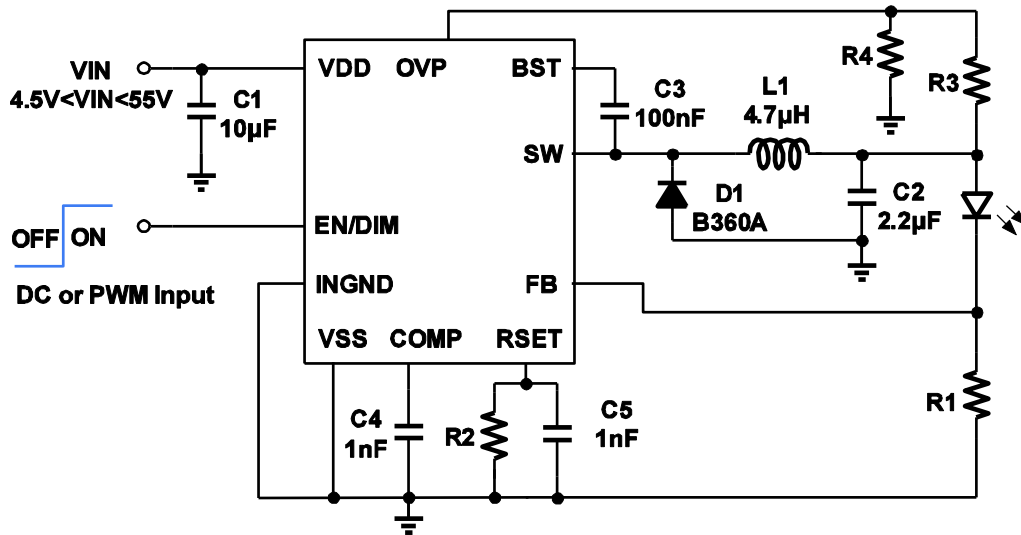 VIN
4.5V<VIN<55V
C1
10µF
OFF
ON
DC or PWM Input
VDD
OVP
BST
SW
EN/DIM
INGND
FB
VSS
COMP
RSET
C3
100nF
L1
4.7µH
R4
R3
D1
B360A
C2
2.2µF
C4
1nF
R2
C5
1nF
R1